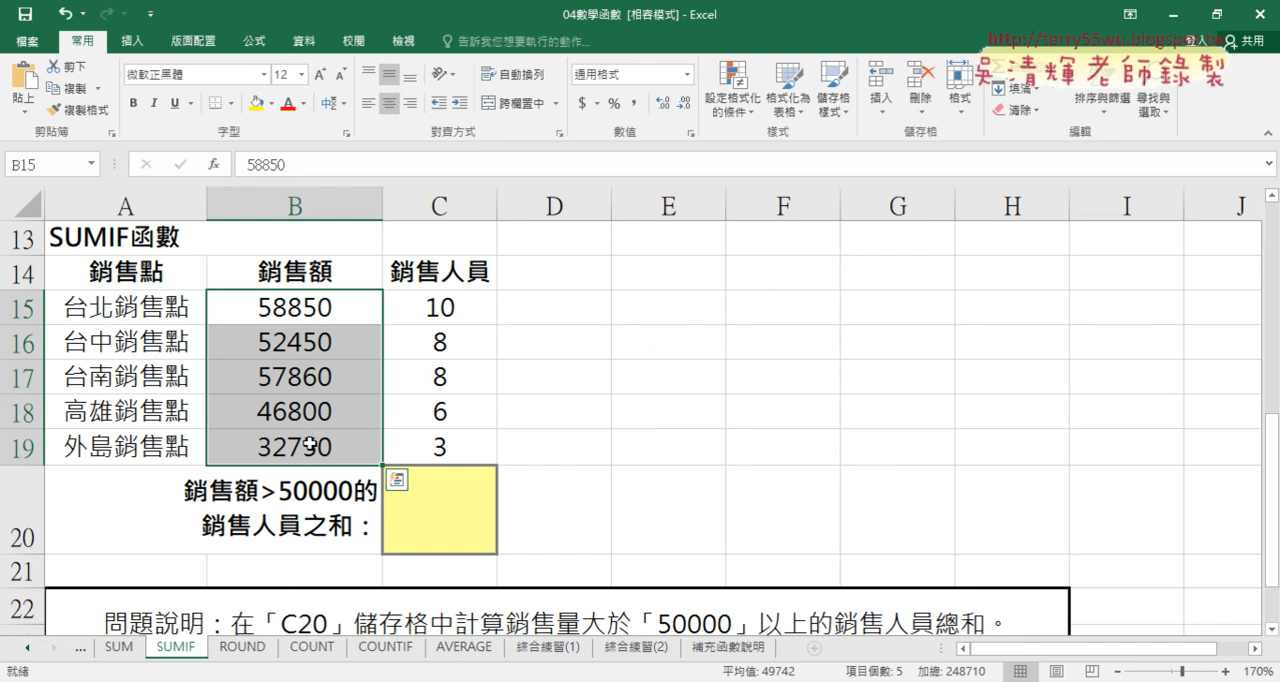 04數學函數 [相容模式] - Excel
http://terry55wu.blogspot.tw
吳清輝老師錄製
檔案 常用 插入 版面配置 公式 資料 校閱 檢視 告訴我您想要執行的動作... 登入 共用
貼上 剪下 複製 複製格式 剪貼簿
微軟正黑體 12 B I U A 中 字型
自動換列 跨欄置中 對齊方式
通用格式 $ % , 數值
設定格式化的條件 格式化為表格 儲存格樣式 樣式
插入 刪除 格式 儲存格
填滿 清除 排序與篩選 尋找與選取 編輯
B15 fx 58850
A B C D E F G H I J
13 SUMIF函數
14 銷售點 銷售額 銷售人員
15 台北銷售點 58850 10
16 台中銷售點 52450 8
17 台南銷售點 57860 8
18 高雄銷售點 46800 6
19 外島銷售點 32790 3
銷售額>50000的
20 銷售人員之和：
21
22 問題說明：在「C20」儲存格中計算銷售量大於「50000」以上的銷售人員總和。
... SUM SUMIF ROUND COUNT COUNTIF AVERAGE 綜合練習(1) 綜合練習(2) 補充函數說明
就緒 平均值: 49742 項目個數: 5 加總: 248710 170%